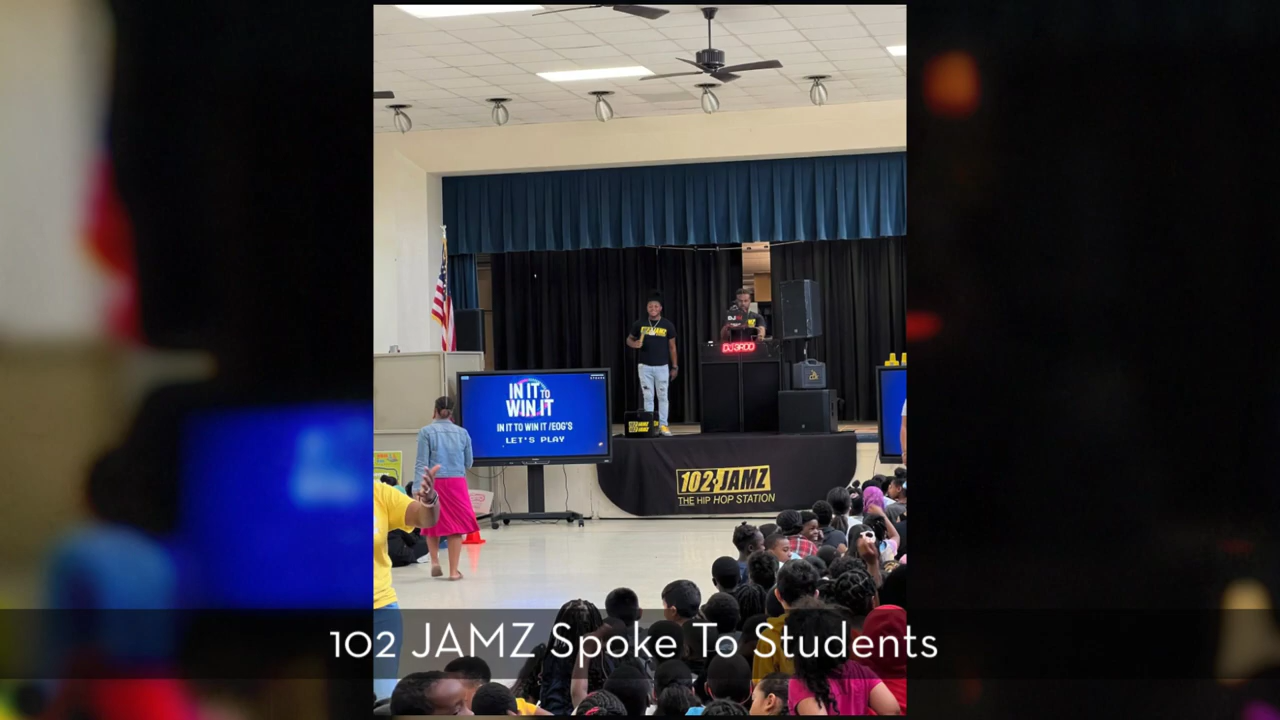 IN IT TO
WIN IT
IN IT TO WIN IT /EOG'S
LET'S PLAY
DJ
102 JAMZ
THE HIP HOP STATION
102 JAMZ Spoke To Students